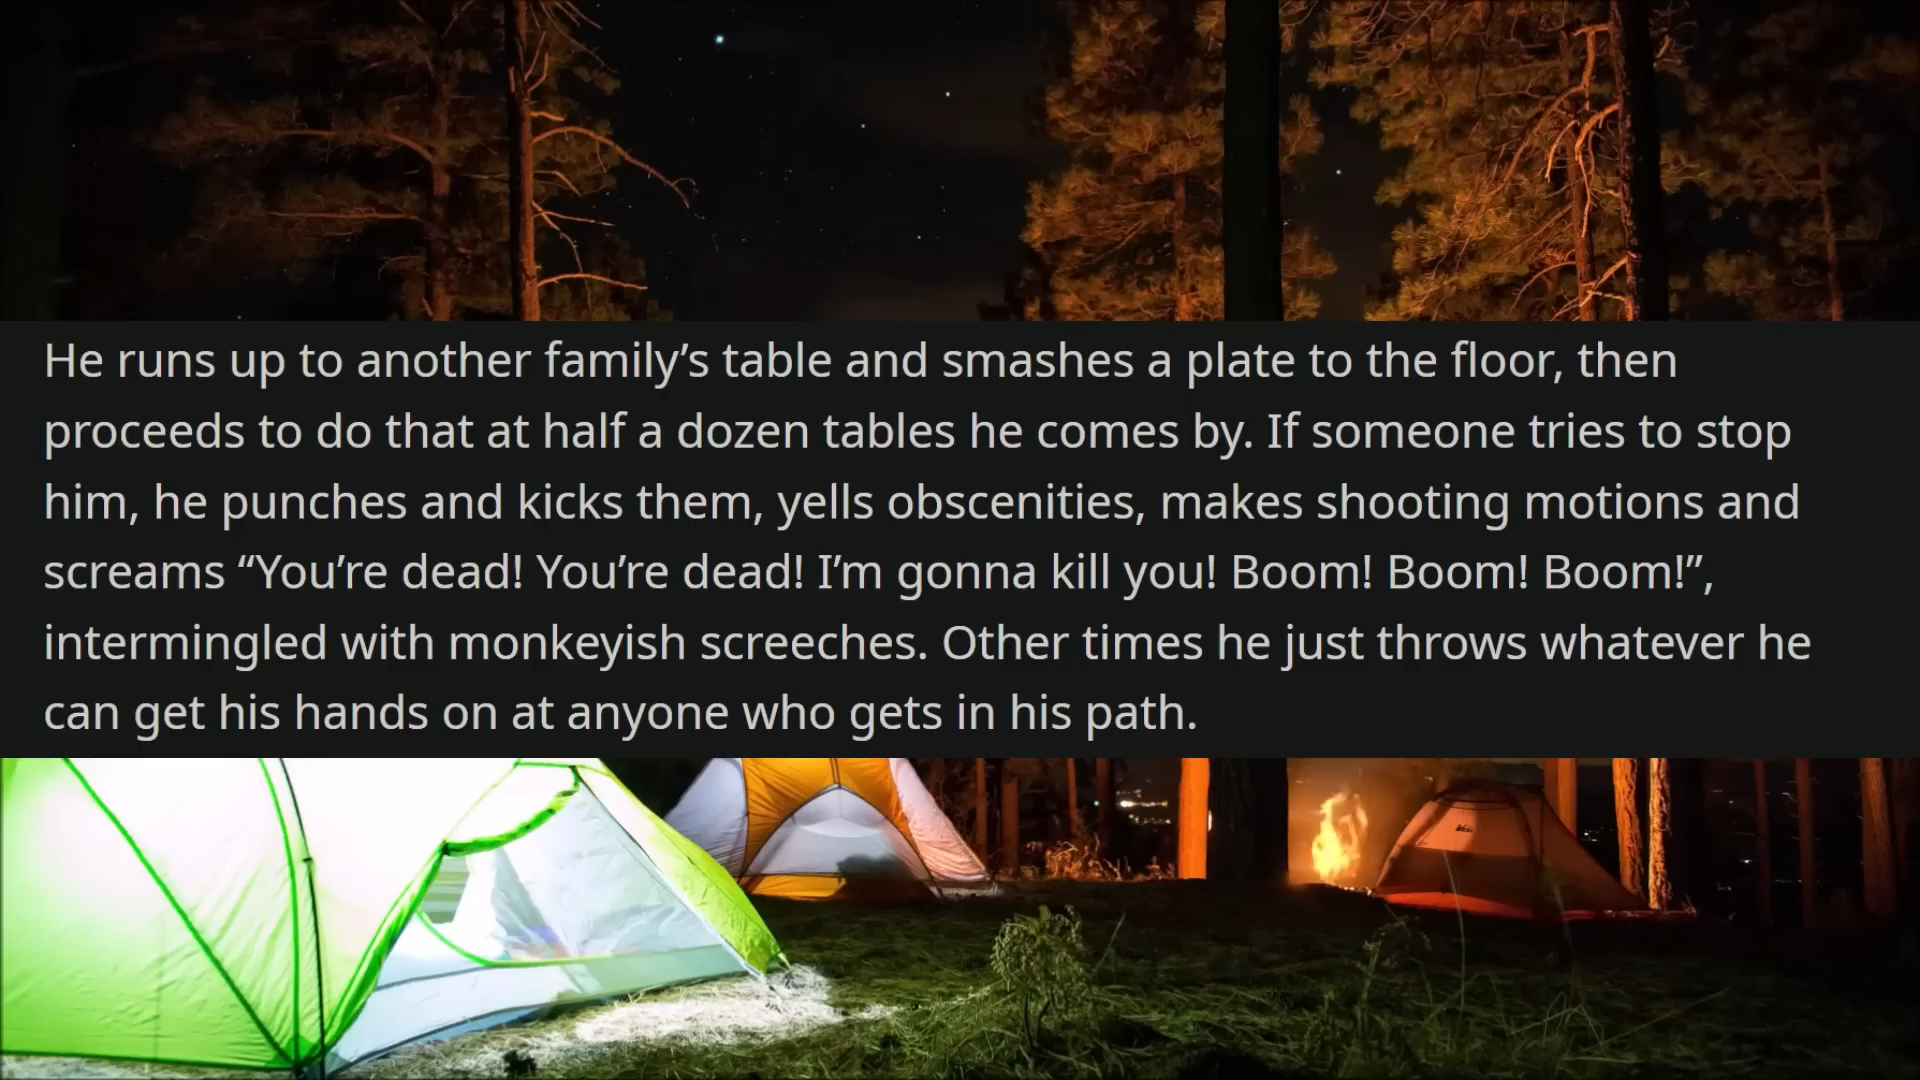 He runs up to another family’s table and smashes a plate to the floor, then
proceeds to do that at half a dozen tables he comes by. If someone tries to stop
him, he punches and kicks them, yells obscenities, makes shooting motions and
screams “You’re dead! You’re dead! I’m gonna kill you! Boom! Boom! Boom!”,
intermingled with monkeyish screeches. Other times he just throws whatever he
can get his hands on at anyone who gets in his path.